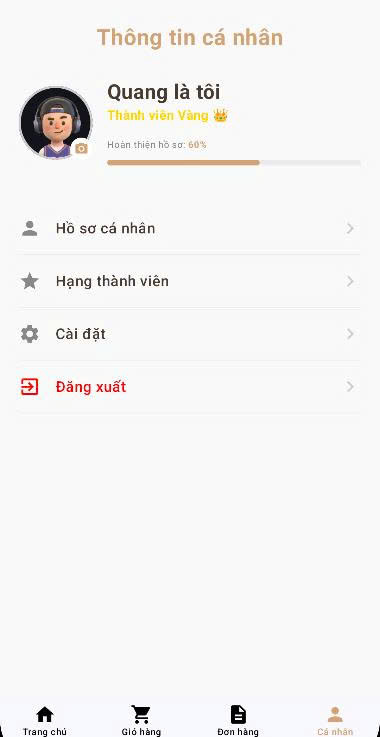 Thông tin cá nhân
Quang là tôi
Thành viên Vàng 👑
Hoàn thiện hồ sơ: 60%
Hồ sơ cá nhân
Hạng thành viên
Cài đặt
Đăng xuất
Trang chủ
Giỏ hàng
Đơn hàng
Cá nhân